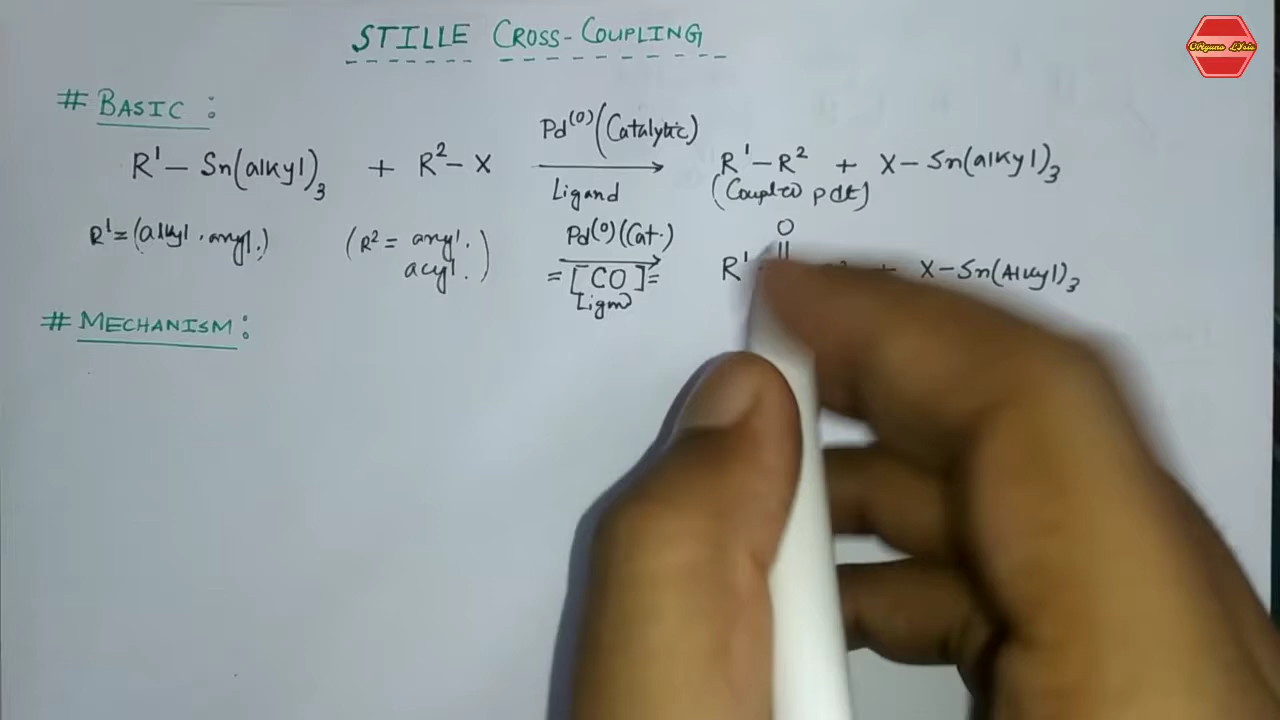 STILLE CROSS-COUPLING
# BASIC :
R¹ – Sn(alkyl)₃ + R² – X Pd⁽⁰⁾(Catalytic) Ligand R¹–R² + X–Sn(alkyl)₃
(Coupled pdt)
R¹ = (alkyl, aryl.) (R² = aryl. acyl.) Pd⁽⁰⁾(Cat.) =[CO]= R¹ O + X–Sn(Alkyl)₃
# MECHANISM :